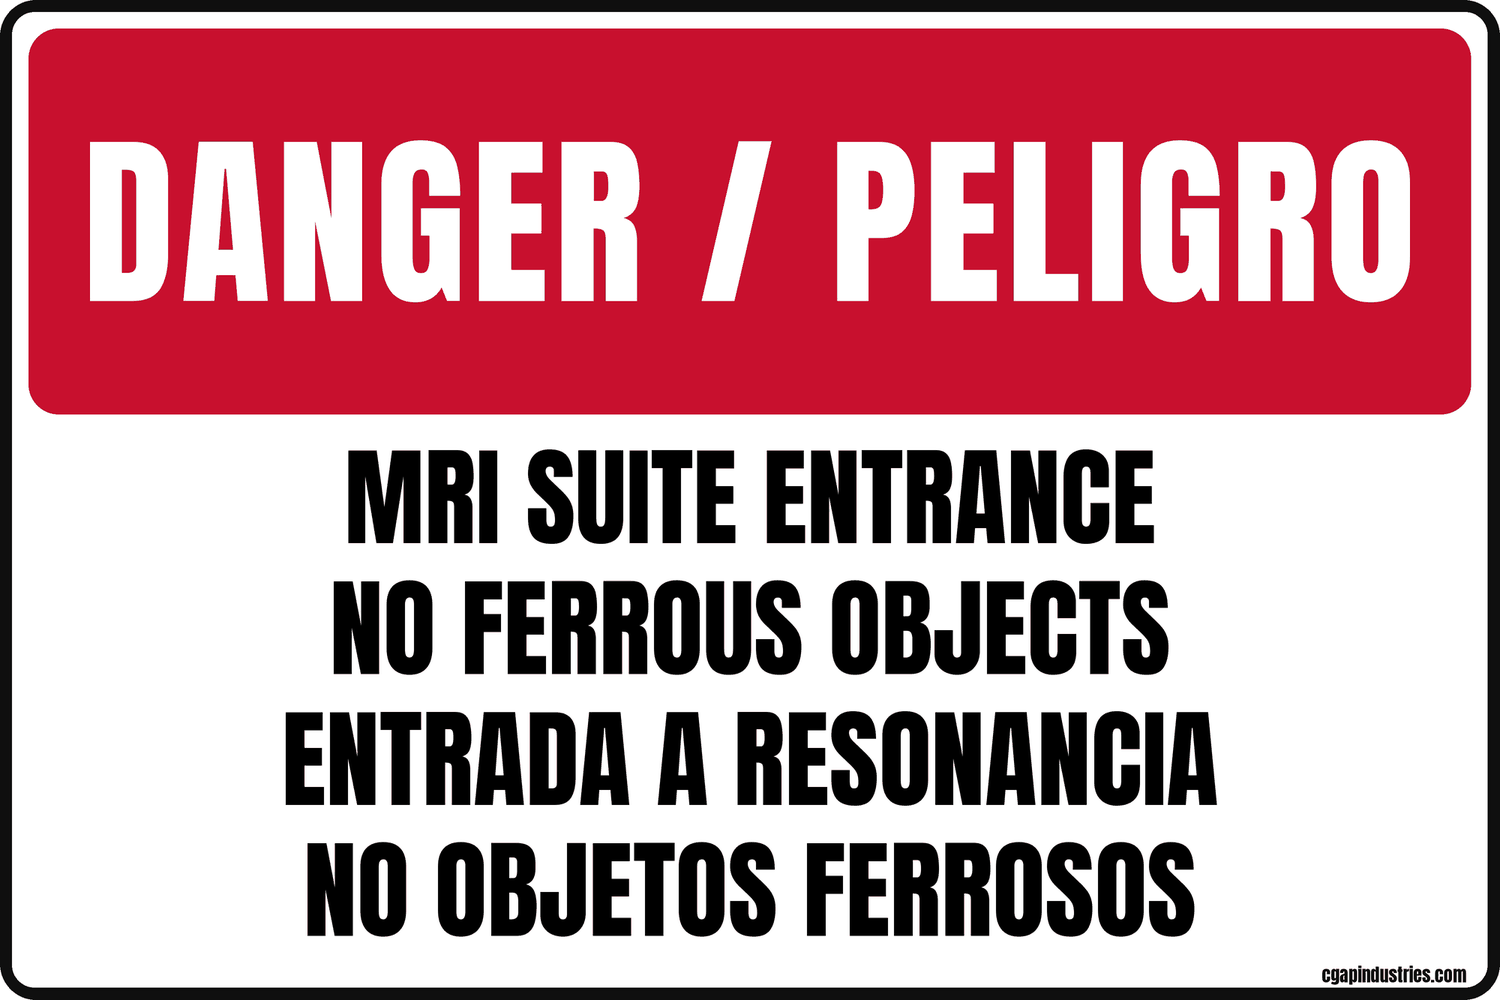 DANGER / PELIGRO
MRI SUITE ENTRANCE
NO FERROUS OBJECTS
ENTRADA A RESONANCIA
NO OBJETOS FERROSOS
cgapindustries.com